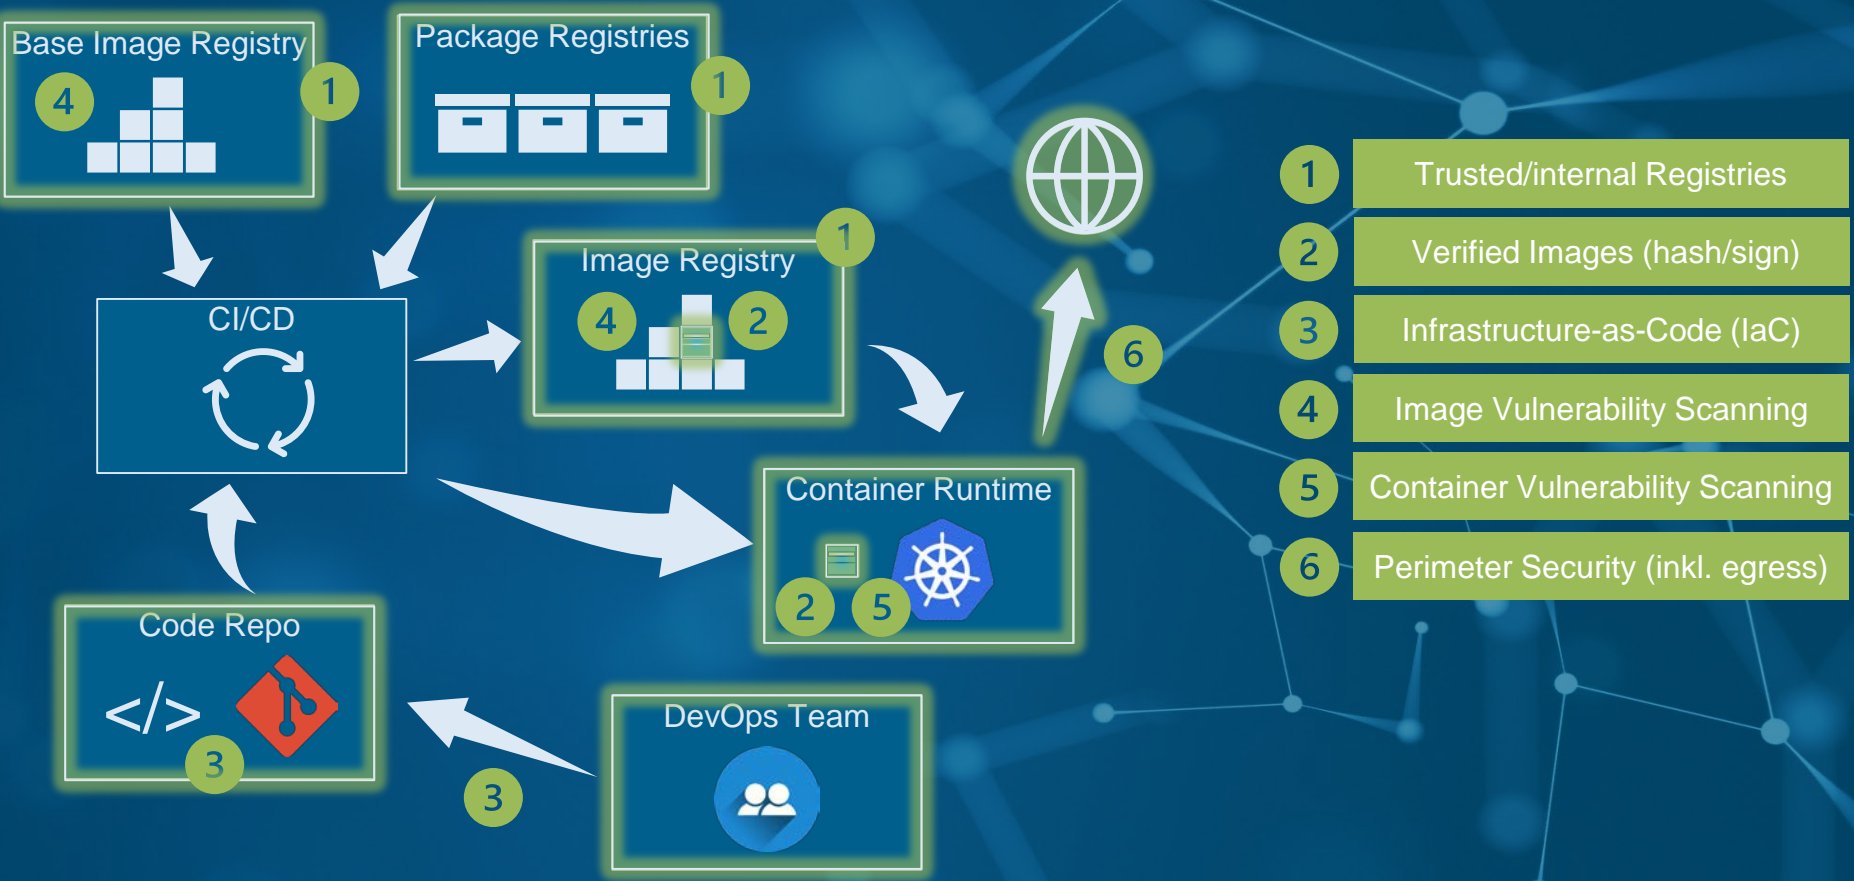 Base Image Registry
4
1
Package Registries
1
Image Registry
1
4
2
CI/CD
Container Runtime
2
5
6
Code Repo
</>
3
DevOps Team
3
1
Trusted/internal Registries
2
Verified Images (hash/sign)
3
Infrastructure-as-Code (IaC)
4
Image Vulnerability Scanning
5
Container Vulnerability Scanning
6
Perimeter Security (inkl. egress)